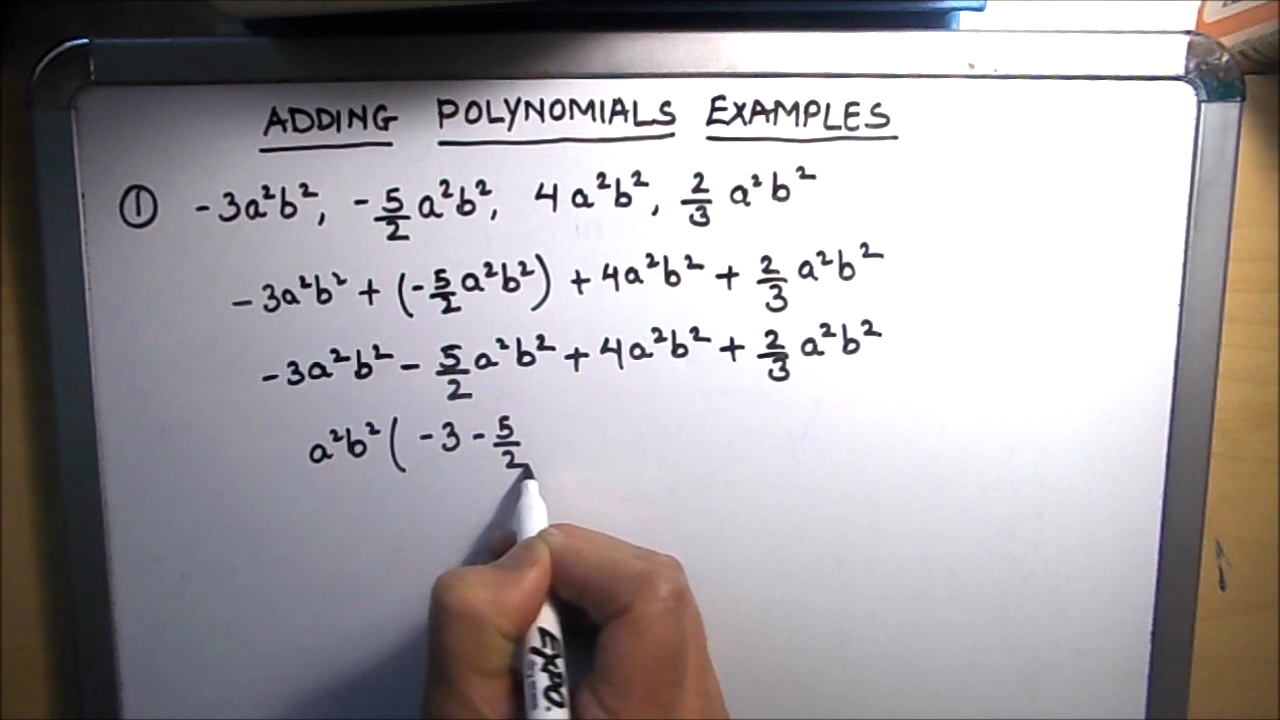 ADDING POLYNOMIALS EXAMPLES
① -3a²b², -5/2 a²b², 4a²b², 2/3 a²b²
-3a²b² + (-5/2 a²b²) + 4a²b² + 2/3 a²b²
-3a²b² - 5/2 a²b² + 4a²b² + 2/3 a²b²
a²b² ( -3 - 5/2
EXPO.